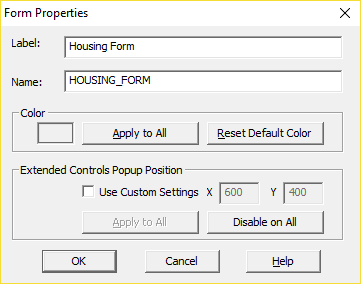 Form Properties
Label: Housing Form
Name: HOUSING_FORM
Color
Apply to All Reset Default Color
Extended Controls Popup Position
Use Custom Settings X 600 Y 400
Apply to All Disable on All
OK Cancel Help